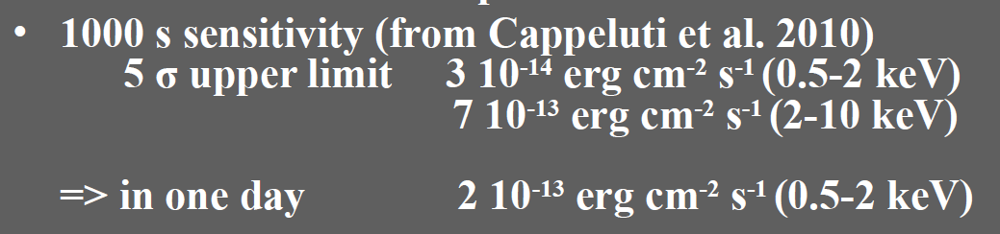 • 1000 s sensitivity (from Cappeluti et al. 2010)
5 σ upper limit 3 10⁻¹⁴ erg cm⁻² s⁻¹ (0.5-2 keV)
7 10⁻¹³ erg cm⁻² s⁻¹ (2-10 keV)
=> in one day 2 10⁻¹³ erg cm⁻² s⁻¹ (0.5-2 keV)